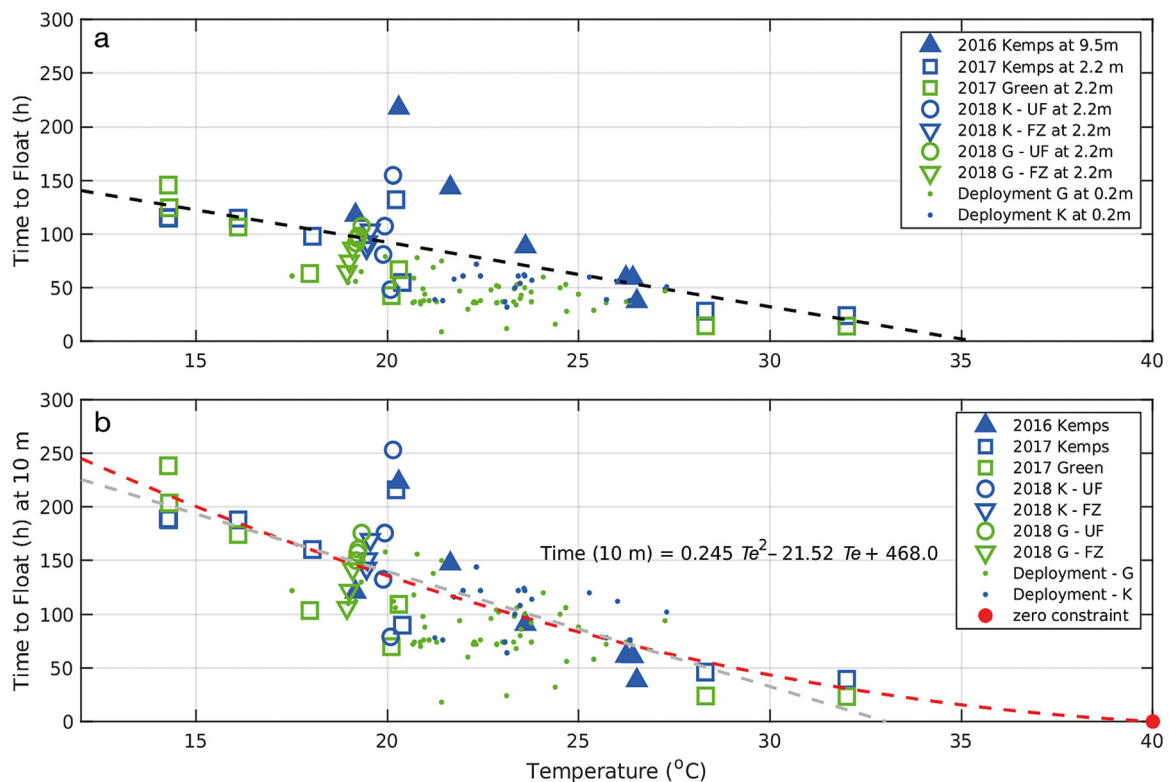 a
300
250
200
150
100
50
0
Time to Float (h)
15 20 25 30 35 40
2016 Kemps at 9.5m
2017 Kemps at 2.2 m
2017 Green at 2.2m
2018 K - UF at 2.2m
2018 K - FZ at 2.2m
2018 G - UF at 2.2m
2018 G - FZ at 2.2m
Deployment G at 0.2m
Deployment K at 0.2m
b
300
250
200
150
100
50
0
Time to Float (h) at 10 m
15 20 25 30 35 40
Temperature (°C)
Time (10 m) = 0.245 Te² – 21.52 Te + 468.0
2016 Kemps
2017 Kemps
2017 Green
2018 K - UF
2018 K - FZ
2018 G - UF
2018 G - FZ
Deployment - G
Deployment - K
zero constraint